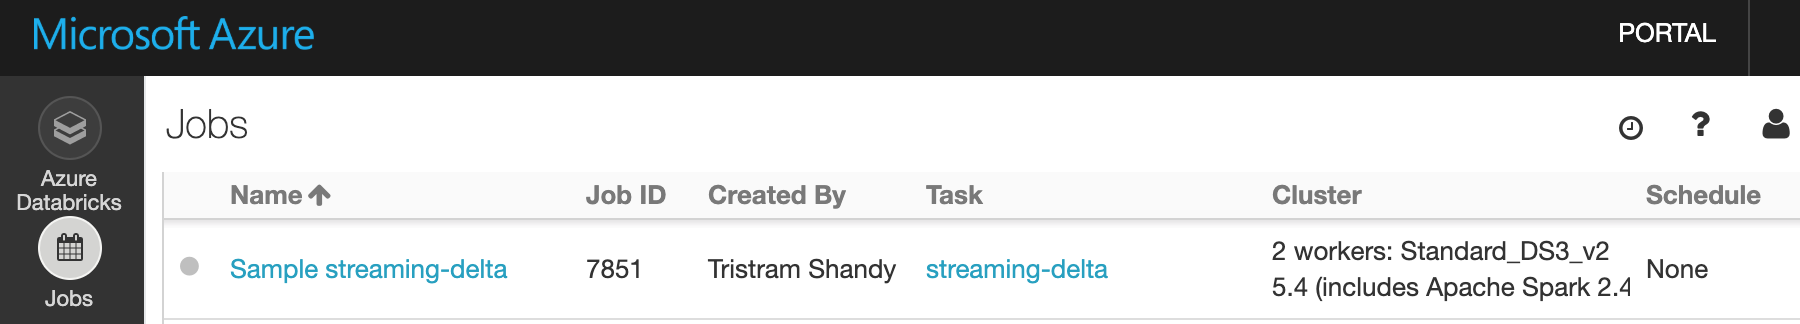 Microsoft Azure
PORTAL
Azure
Databricks
Jobs
Jobs
Name Job ID Created By Task Cluster Schedule
Sample streaming-delta 7851 Tristram Shandy streaming-delta 2 workers: Standard_DS3_v2 None
5.4 (includes Apache Spark 2.4